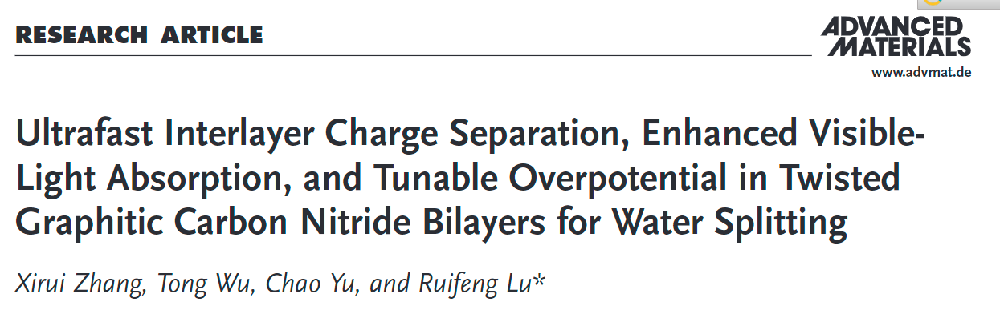 RESEARCH ARTICLE
ADVANCED
MATERIALS
www.advmat.de
Ultrafast Interlayer Charge Separation, Enhanced Visible-
Light Absorption, and Tunable Overpotential in Twisted
Graphitic Carbon Nitride Bilayers for Water Splitting
Xirui Zhang, Tong Wu, Chao Yu, and Ruifeng Lu*